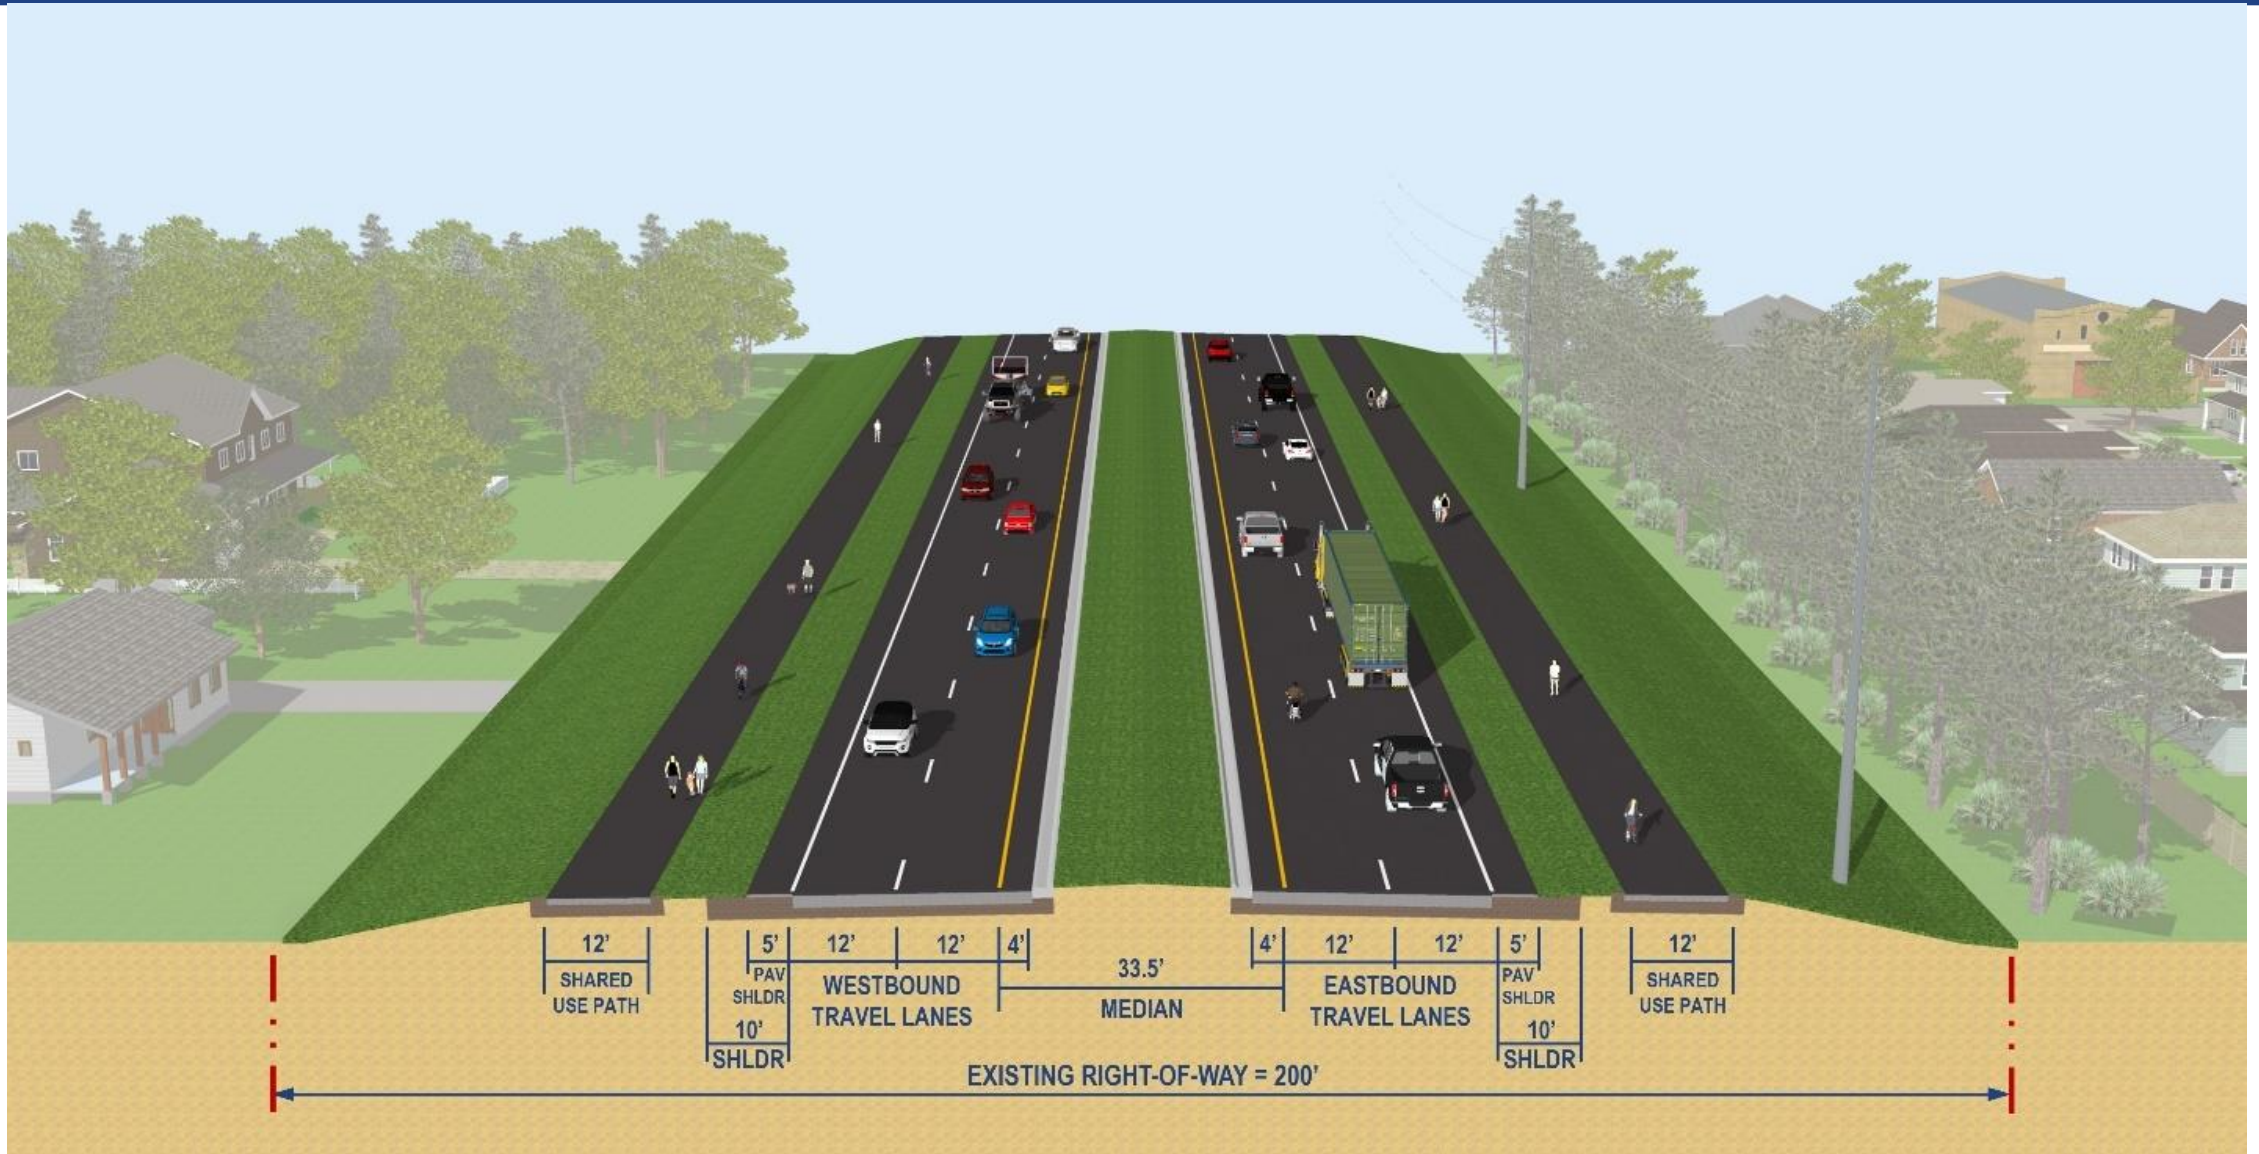 12' 5' 12' 12' 4' 4' 12' 12' 5' 12'
SHARED
USE PATH
PAV
SHLDR
10'
SHLDR
WESTBOUND
TRAVEL LANES
33.5'
MEDIAN
EASTBOUND
TRAVEL LANES
PAV
SHLDR
10'
SHLDR
SHARED
USE PATH
EXISTING RIGHT-OF-WAY = 200'